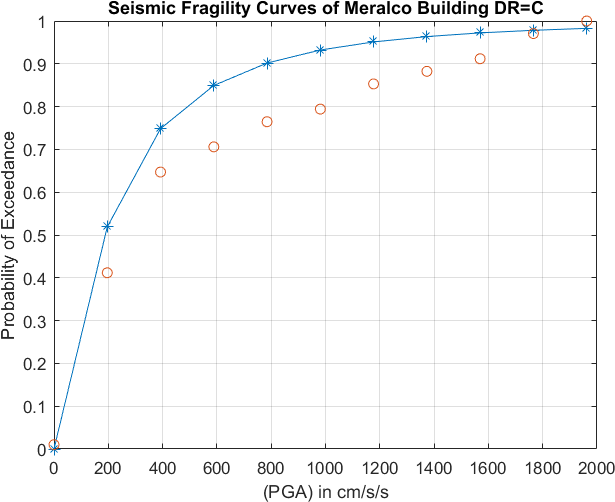 Seismic Fragility Curves of Meralco Building DR=C
Probability of Exceedance
1
0.9
0.8
0.7
0.6
0.5
0.4
0.3
0.2
0.1
0
0 200 400 600 800 1000 1200 1400 1600 1800 2000
(PGA) in cm/s/s